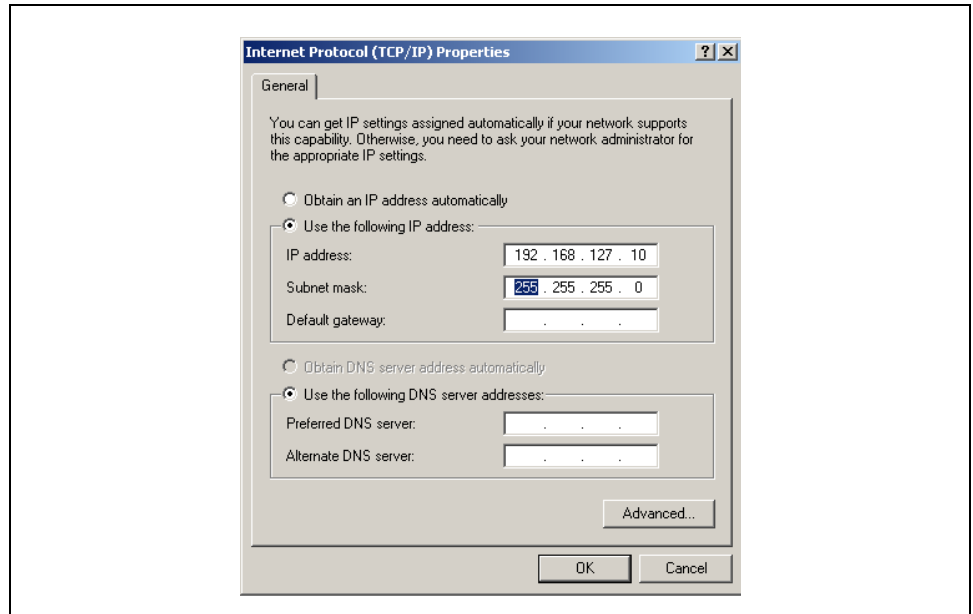 Internet Protocol (TCP/IP) Properties
General
You can get IP settings assigned automatically if your network supports
this capability. Otherwise, you need to ask your network administrator for
the appropriate IP settings.
Obtain an IP address automatically
Use the following IP address:
IP address: 192 . 168 . 127 . 10
Subnet mask: 255 . 255 . 255 . 0
Default gateway: . . .
Obtain DNS server address automatically
Use the following DNS server addresses:
Preferred DNS server: . . .
Alternate DNS server: . . .
Advanced...
OK Cancel